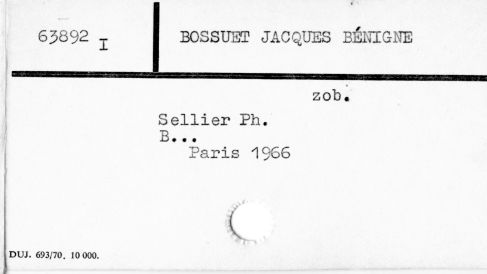 63892 I BOSSUET JACQUES BÉNIGNE
zob.
Sellier Ph.
B...
Paris 1966
DUJ. 693/70. 10 000.